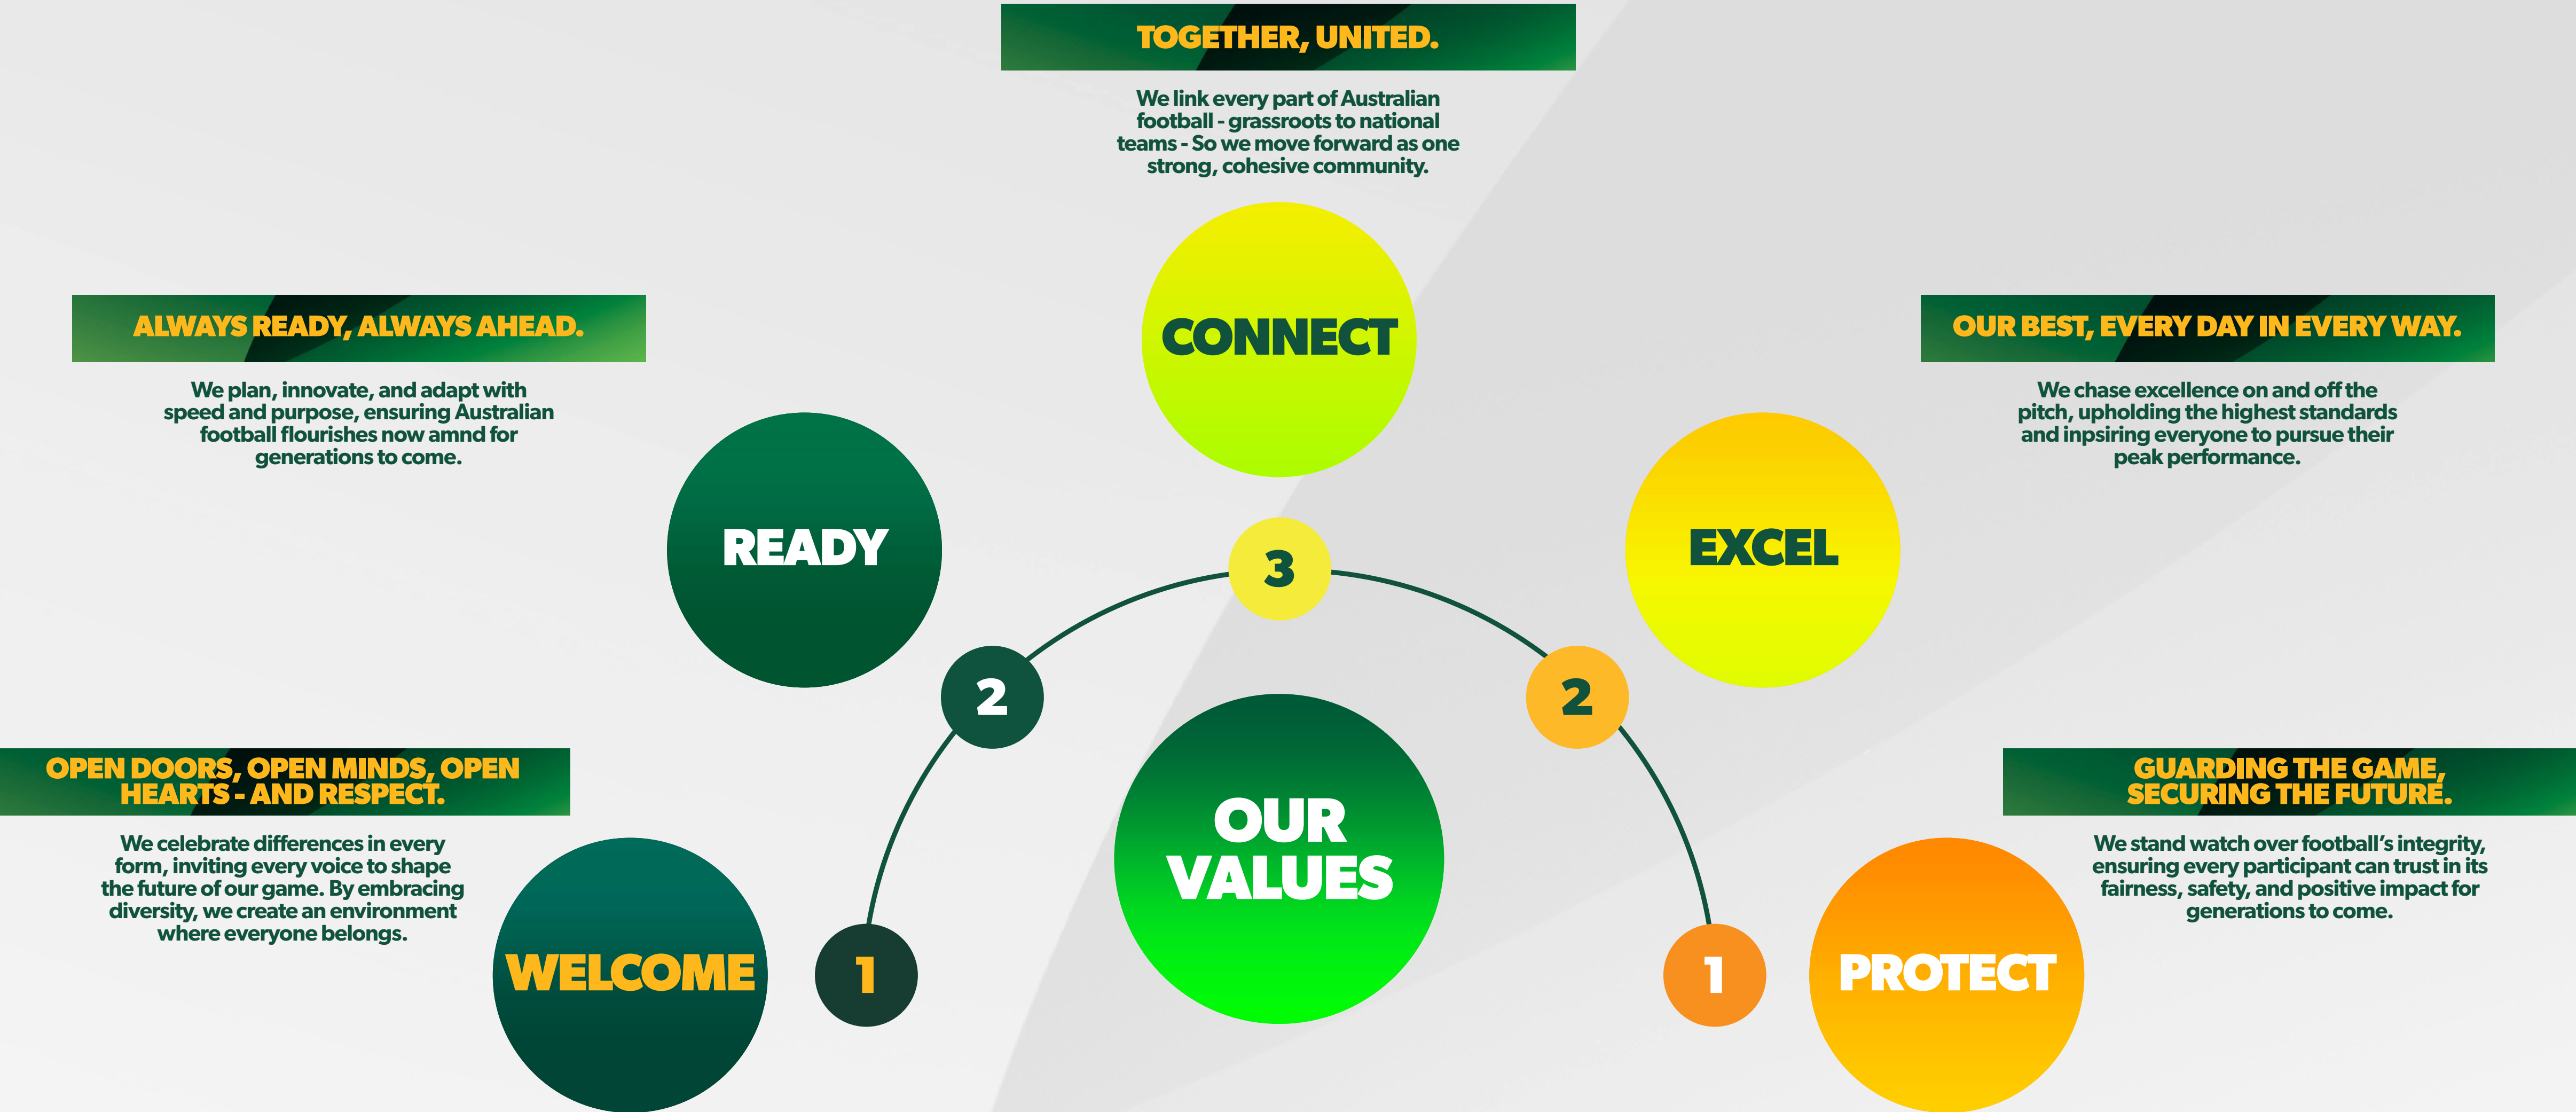 TOGETHER, UNITED.
We link every part of Australian
football - grassroots to national
teams - So we move forward as one
strong, cohesive community.
CONNECT
ALWAYS READY, ALWAYS AHEAD.
We plan, innovate, and adapt with
speed and purpose, ensuring Australian
football flourishes now amnd for
generations to come.
READY
OUR BEST, EVERY DAY IN EVERY WAY.
We chase excellence on and off the
pitch, upholding the highest standards
and inpsiring everyone to pursue their
peak performance.
EXCEL
3
2
2
OPEN DOORS, OPEN MINDS, OPEN
HEARTS - AND RESPECT.
We celebrate differences in every
form, inviting every voice to shape
the future of our game. By embracing
diversity, we create an environment
where everyone belongs.
WELCOME
1
OUR
VALUES
1
GUARDING THE GAME,
SECURING THE FUTURE.
We stand watch over football’s integrity,
ensuring every participant can trust in its
fairness, safety, and positive impact for
generations to come.
PROTECT